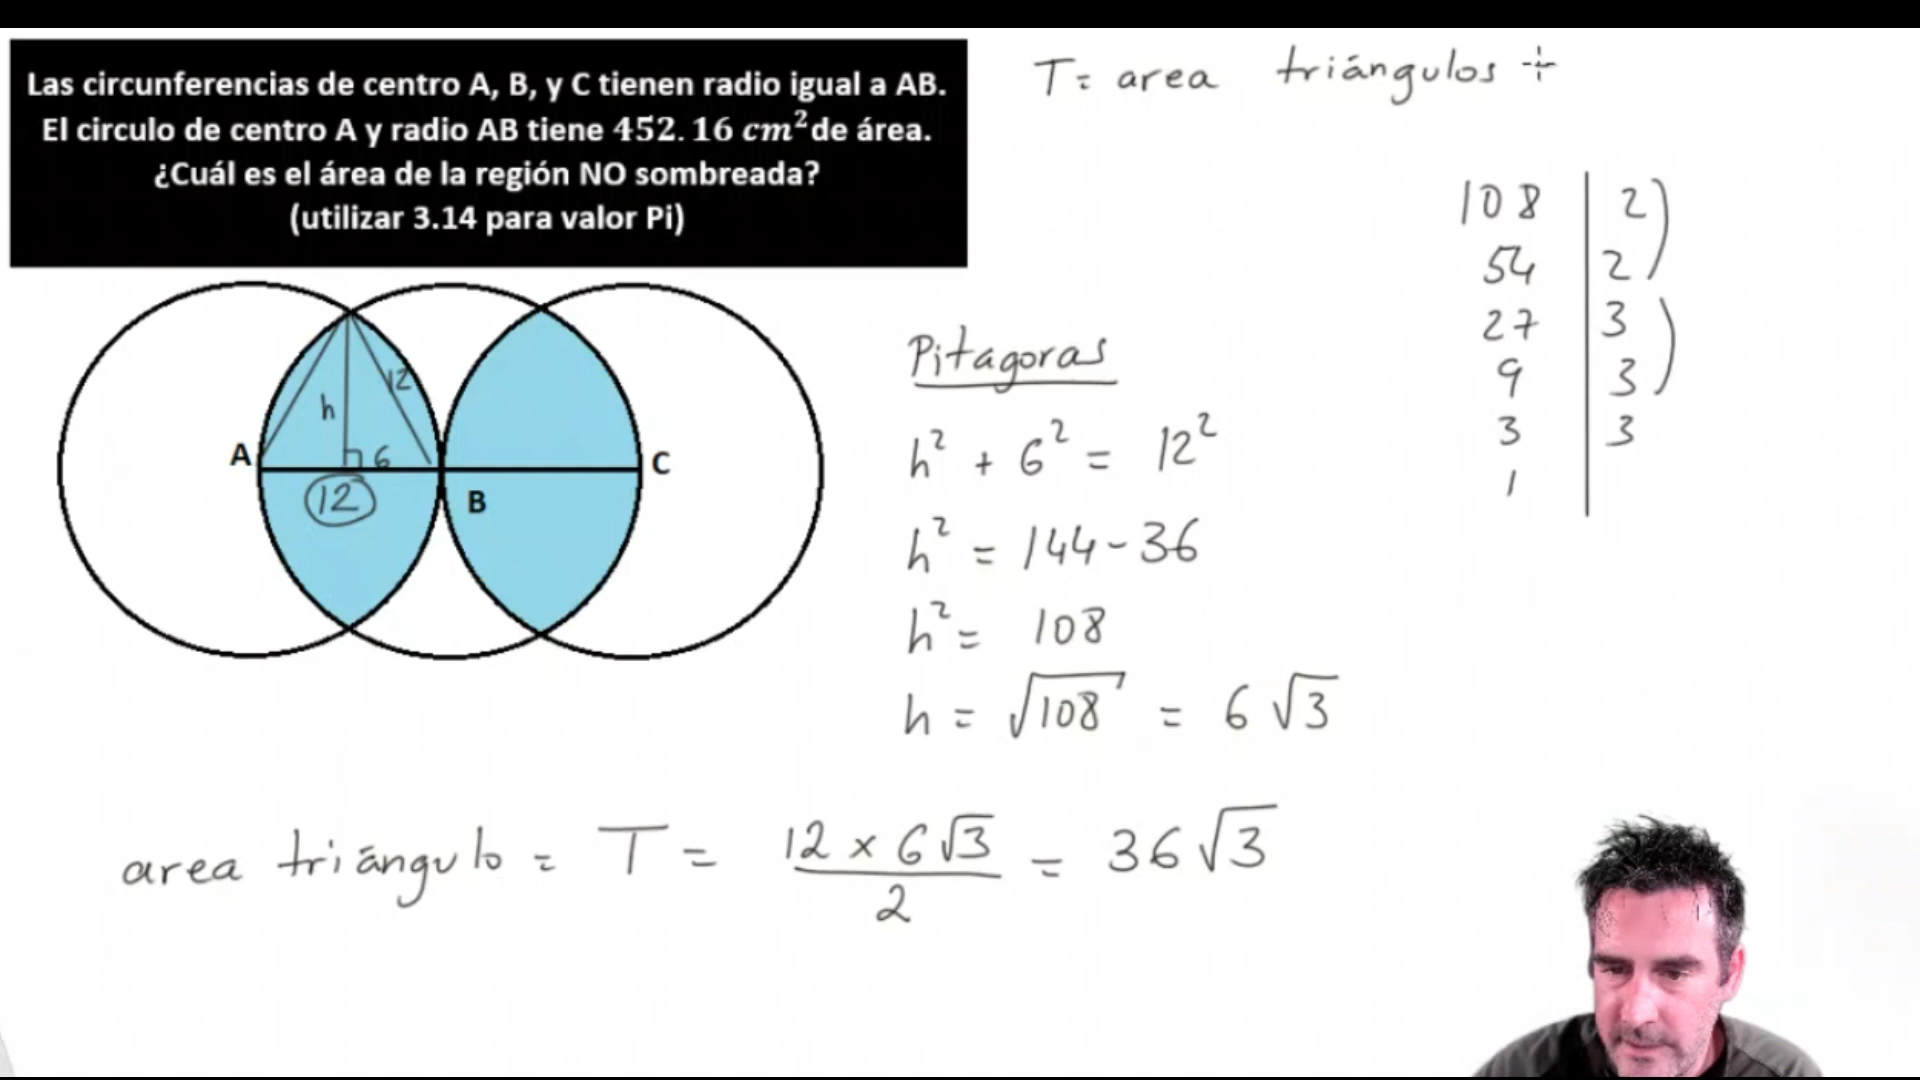 Las circunferencias de centro A, B, y C tienen radio igual a AB.
El circulo de centro A y radio AB tiene 452.16 cm² de área.
¿Cuál es el área de la región NO sombreada?
(utilizar 3.14 para valor Pi)
T= area triángulos +
108 | 2
54 | 2
27 | 3
9 | 3
3 | 3
1 |
12
h
A
6
C
12
B
Pitagoras
h² + 6² = 12²
h² = 144-36
h² = 108
h = √108 = 6√3
area triángulo = T = 12 x 6√3 / 2 = 36√3